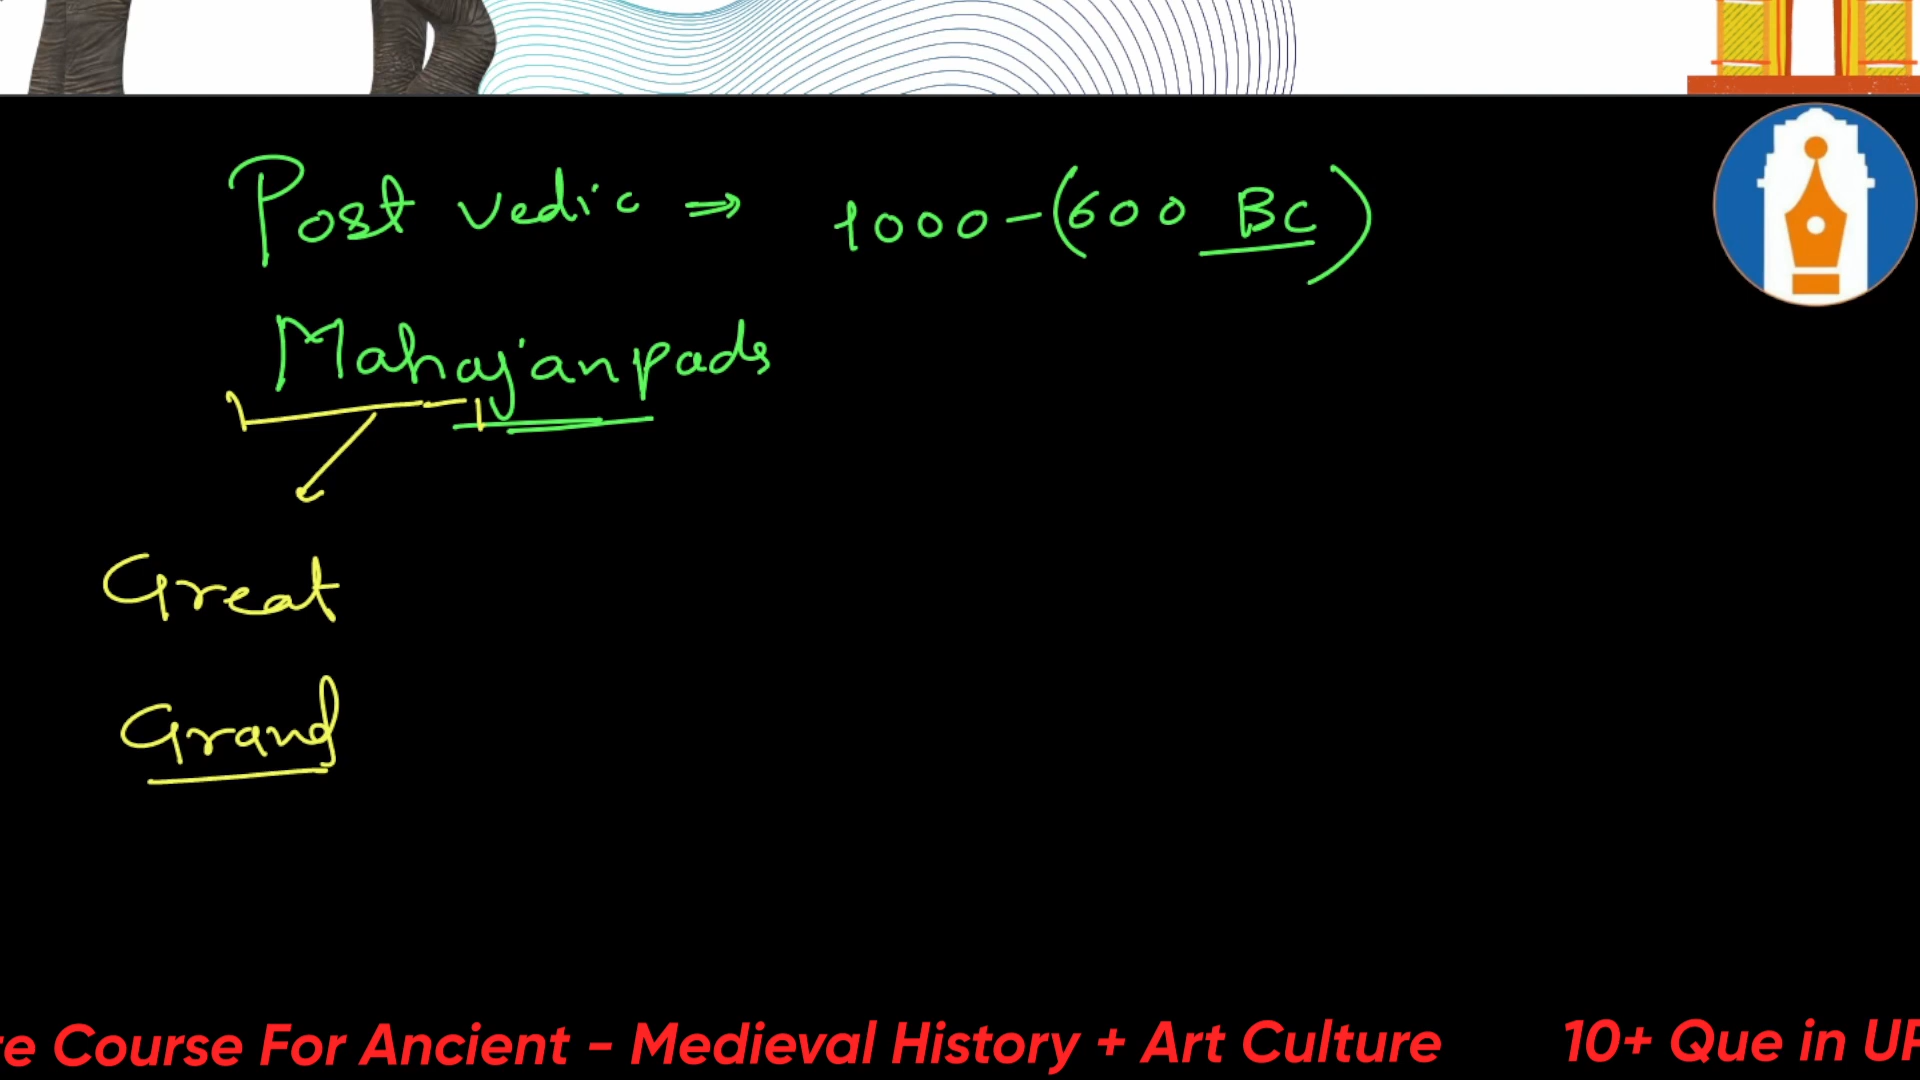 Post vedic ⇒ 1000-(600 BC)
Mahajanpads
Great
Grand
re Course For Ancient - Medieval History + Art Culture 10+ Que in UP